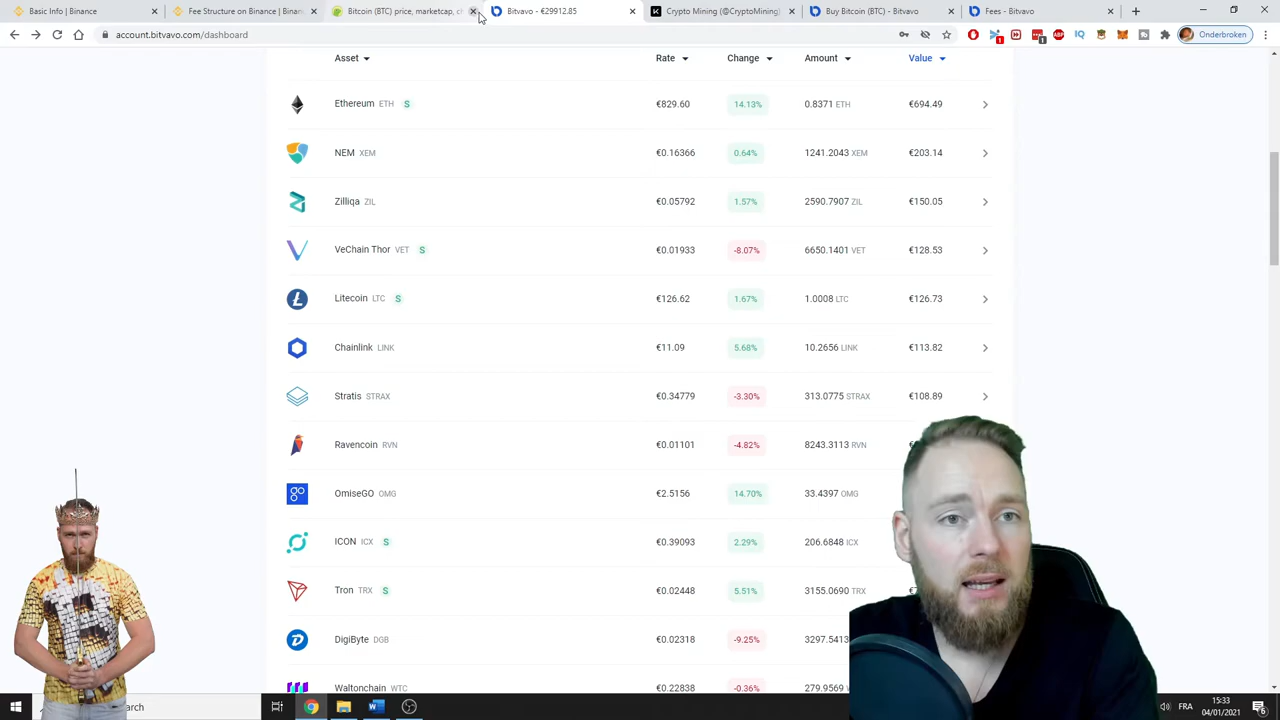 Basic Info | Binance
Fee Structure on Binance
Bitcoin (BTC) price, marketcap, c
Bitvavo - €29912.85
Crypto Mining (@CryptoMining)
Buy Bitcoin (BTC) - Bitvavo
Fees - Bitvavo
account.bitvavo.com/dashboard
ABP
IQ
Onderbroken
Asset Rate Change Amount Value
Ethereum ETH S €829.60 14.13% 0.8371 ETH €694.49
NEM XEM €0.16366 0.64% 1241.2043 XEM €203.14
Zilliqa ZIL €0.05792 1.57% 2590.7907 ZIL €150.05
VeChain Thor VET S €0.01933 -8.07% 6650.1401 VET €128.53
Litecoin LTC S €126.62 1.67% 1.0008 LTC €126.73
Chainlink LINK €11.09 5.68% 10.2656 LINK €113.82
Stratis STRAX €0.34779 -3.30% 313.0775 STRAX €108.89
Ravencoin RVN €0.01101 -4.82% 8243.3113 RVN
OmiseGO OMG €2.5156 14.70% 33.4397 OMG
ICON ICX S €0.39093 2.29% 206.6848 ICX
Tron TRX S €0.02448 5.51% 3155.0690 TRX
DigiByte DGB €0.02318 -9.25% 3297.5413
Waltonchain WTC €0.22838 -0.36% 279.9569
arch
FRA
15:33
04/01/2021